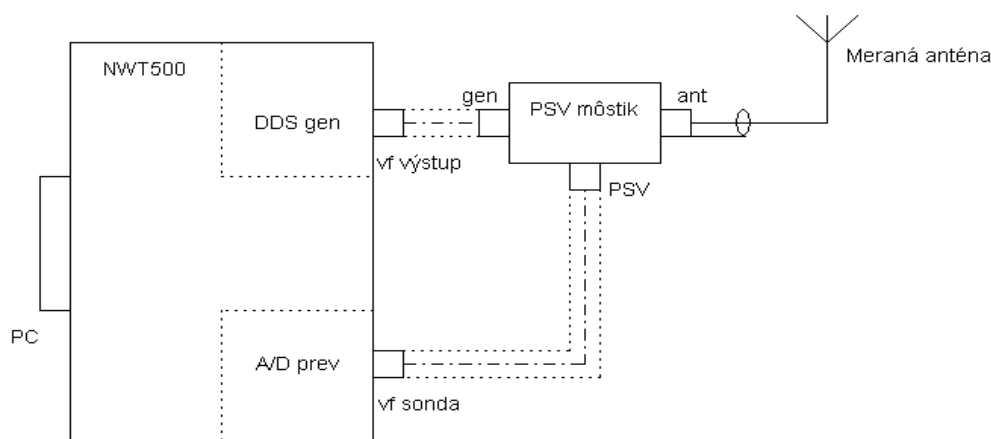 NWT500
DDS gen
vf výstup
gen
PSV môstik
ant
Meraná anténa
PSV
PC
A/D prev
vf sonda